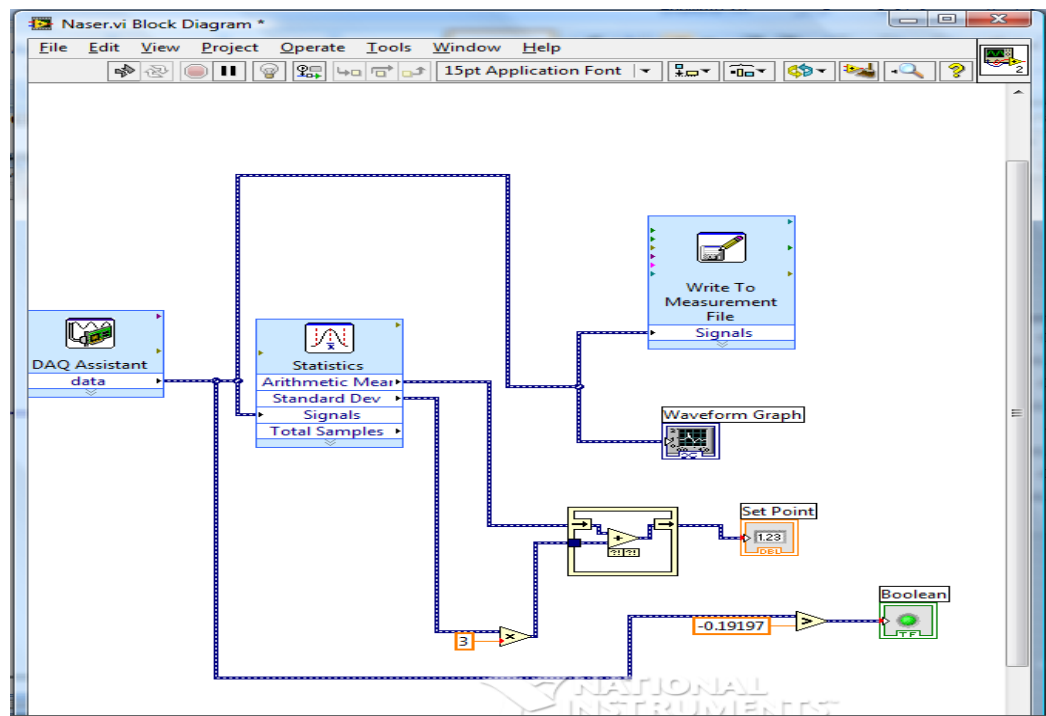 Naser.vi Block Diagram *
File Edit View Project Operate Tools Window Help
15pt Application Font
2
Write To
Measurement
File
Signals
DAQ Assistant
data
Statistics
Arithmetic Mear
Standard Dev
Signals
Total Samples
Waveform Graph
Set Point
1.23
DBL
Boolean
TF
-0.19197
3
NATIONAL
INSTRUMENTS